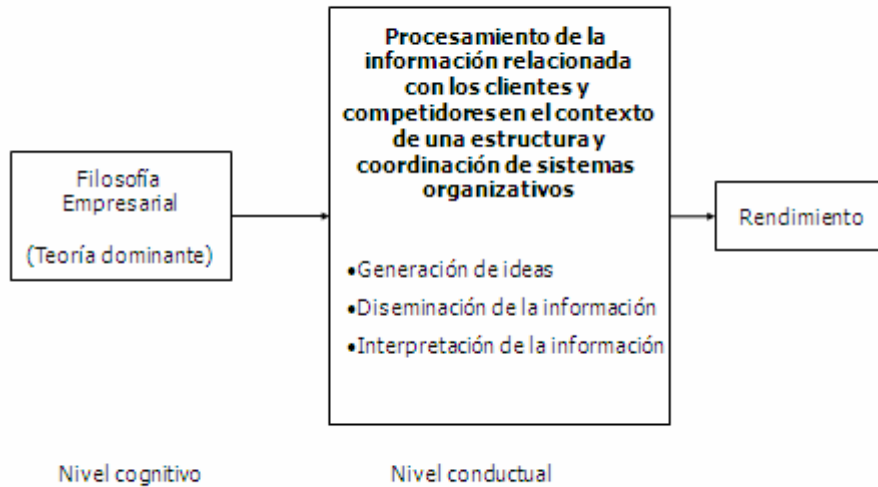 Filosofía
Empresarial
(Teoría dominante)
Procesamiento de la
información relacionada
con los clientes y
competidores en el contexto
de una estructura y
coordinación de sistemas
organizativos
•Generación de ideas
•Diseminación de la información
•Interpretación de la información
Rendimiento
Nivel cognitivo
Nivel conductual